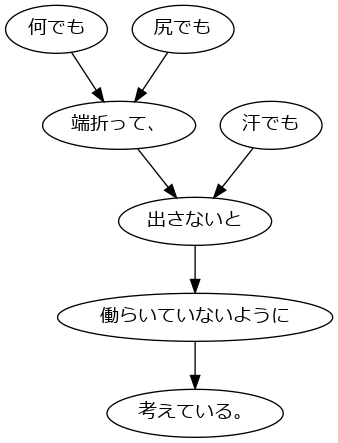 何でも
尻でも
端折って、
汗でも
出さないと
働らいていないように
考えている。